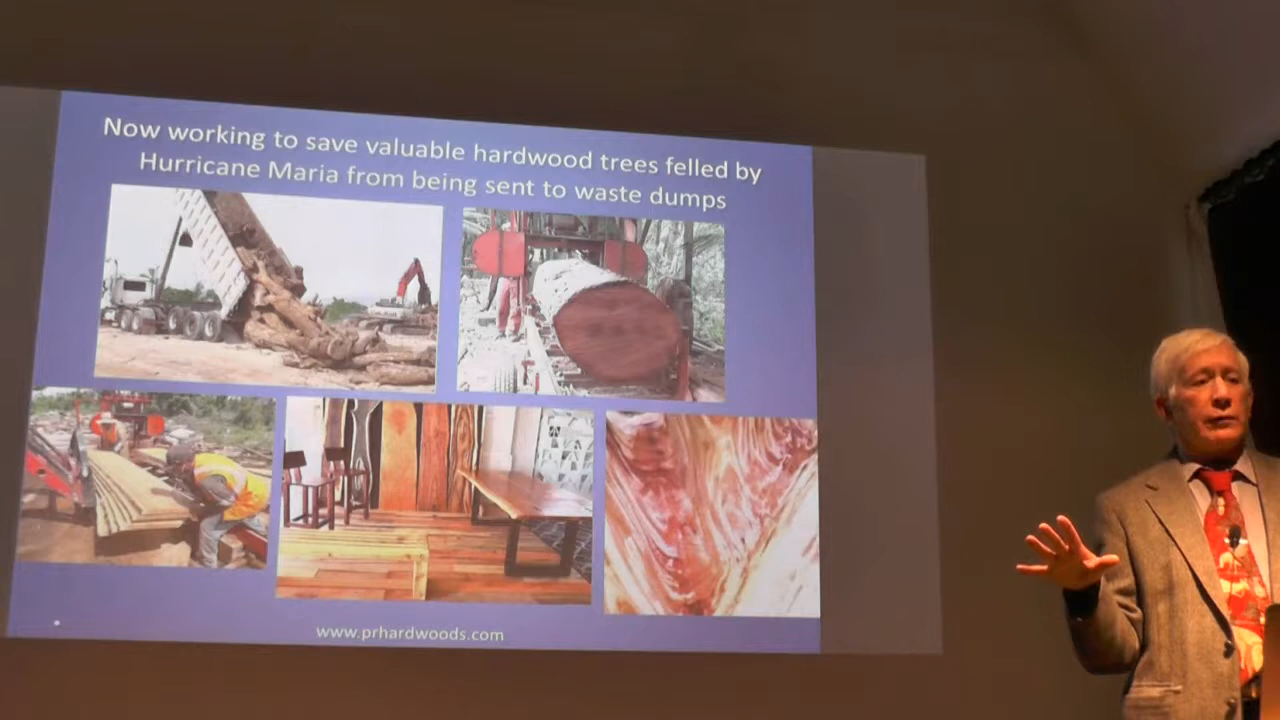 Now working to save valuable hardwood trees felled by
Hurricane Maria from being sent to waste dumps
www.prhardwoods.com